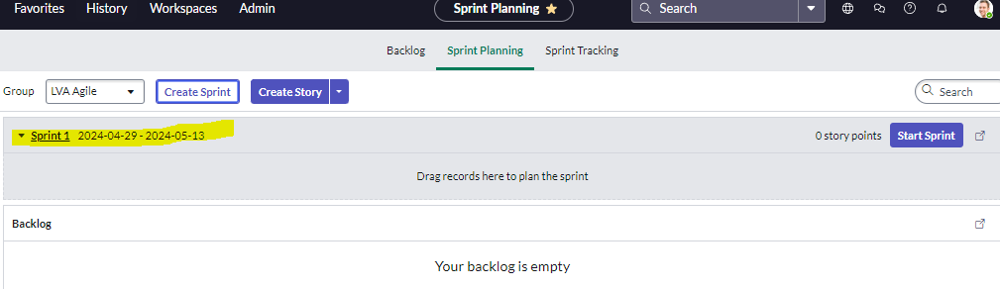 Favorites History Workspaces Admin Sprint Planning Search
Backlog Sprint Planning Sprint Tracking
Group LVA Agile Create Sprint Create Story Search
Sprint 1 2024-04-29 - 2024-05-13 0 story points Start Sprint
Drag records here to plan the sprint
Backlog
Your backlog is empty